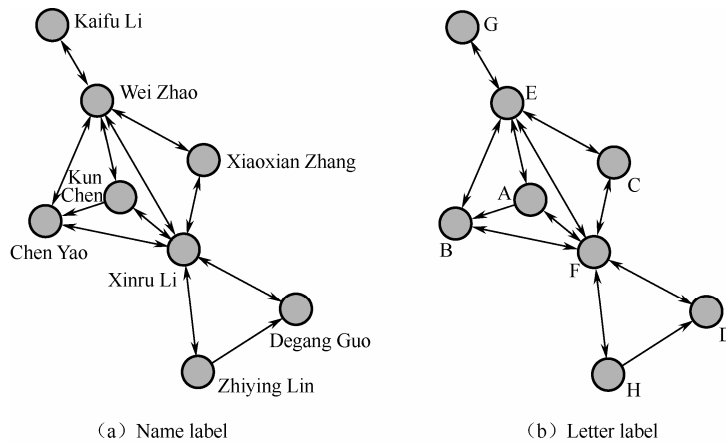 Kaifu Li
Wei Zhao
Xiaoxian Zhang
Kun
Chen
Chen Yao
Xinru Li
Degang Guo
Zhiying Lin
(a) Name label
G
E
C
A
B
F
H
(b) Letter label